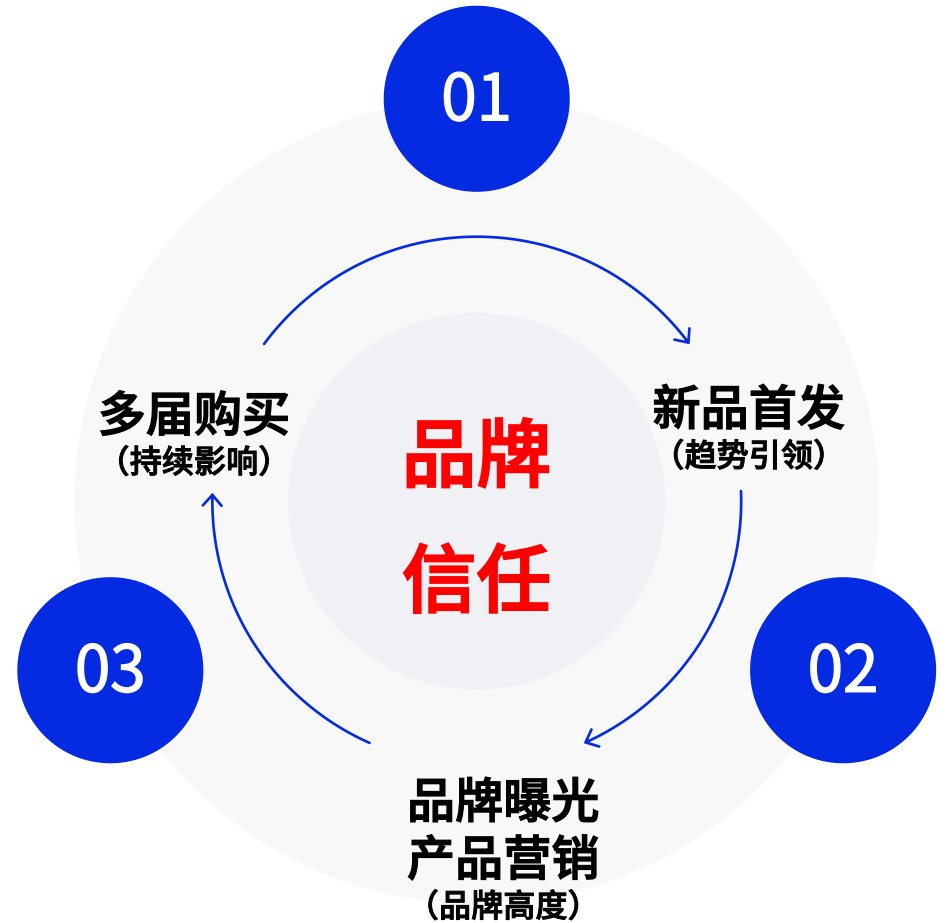 01
新品首发
（趋势引领）
02
品牌曝光
产品营销
（品牌高度）
03
多届购买
（持续影响）
品牌
信任